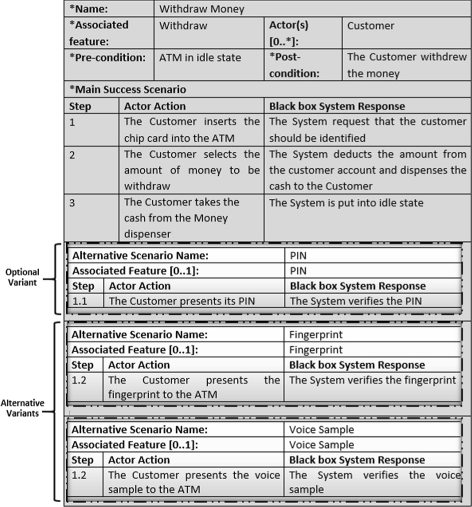 *Name: Withdraw Money
*Associated feature: Withdraw Actor(s) [0..*]: Customer
*Pre-condition: ATM in idle state *Post-condition: The Customer withdrew the money
*Main Success Scenario
Step Actor Action Black box System Response
1 The Customer inserts the chip card into the ATM The System request that the customer should be identified
2 The Customer selects the amount of money to be withdraw The System deducts the amount from the customer account and dispenses the cash to the Customer
3 The Customer takes the cash from the Money dispenser The System is put into idle state
Optional Variant
Alternative Scenario Name: PIN
Associated Feature [0..1]: PIN
Step Actor Action Black box System Response
1.1 The Customer presents its PIN The System verifies the PIN
Alternative Variants
Alternative Scenario Name: Fingerprint
Associated Feature [0..1]: Fingerprint
Step Actor Action Black box System Response
1.2 The Customer presents the fingerprint to the ATM The System verifies the fingerprint
Alternative Scenario Name: Voice Sample
Associated Feature [0..1]: Voice Sample
Step Actor Action Black box System Response
1.2 The Customer presents the voice sample to the ATM The System verifies the voice sample